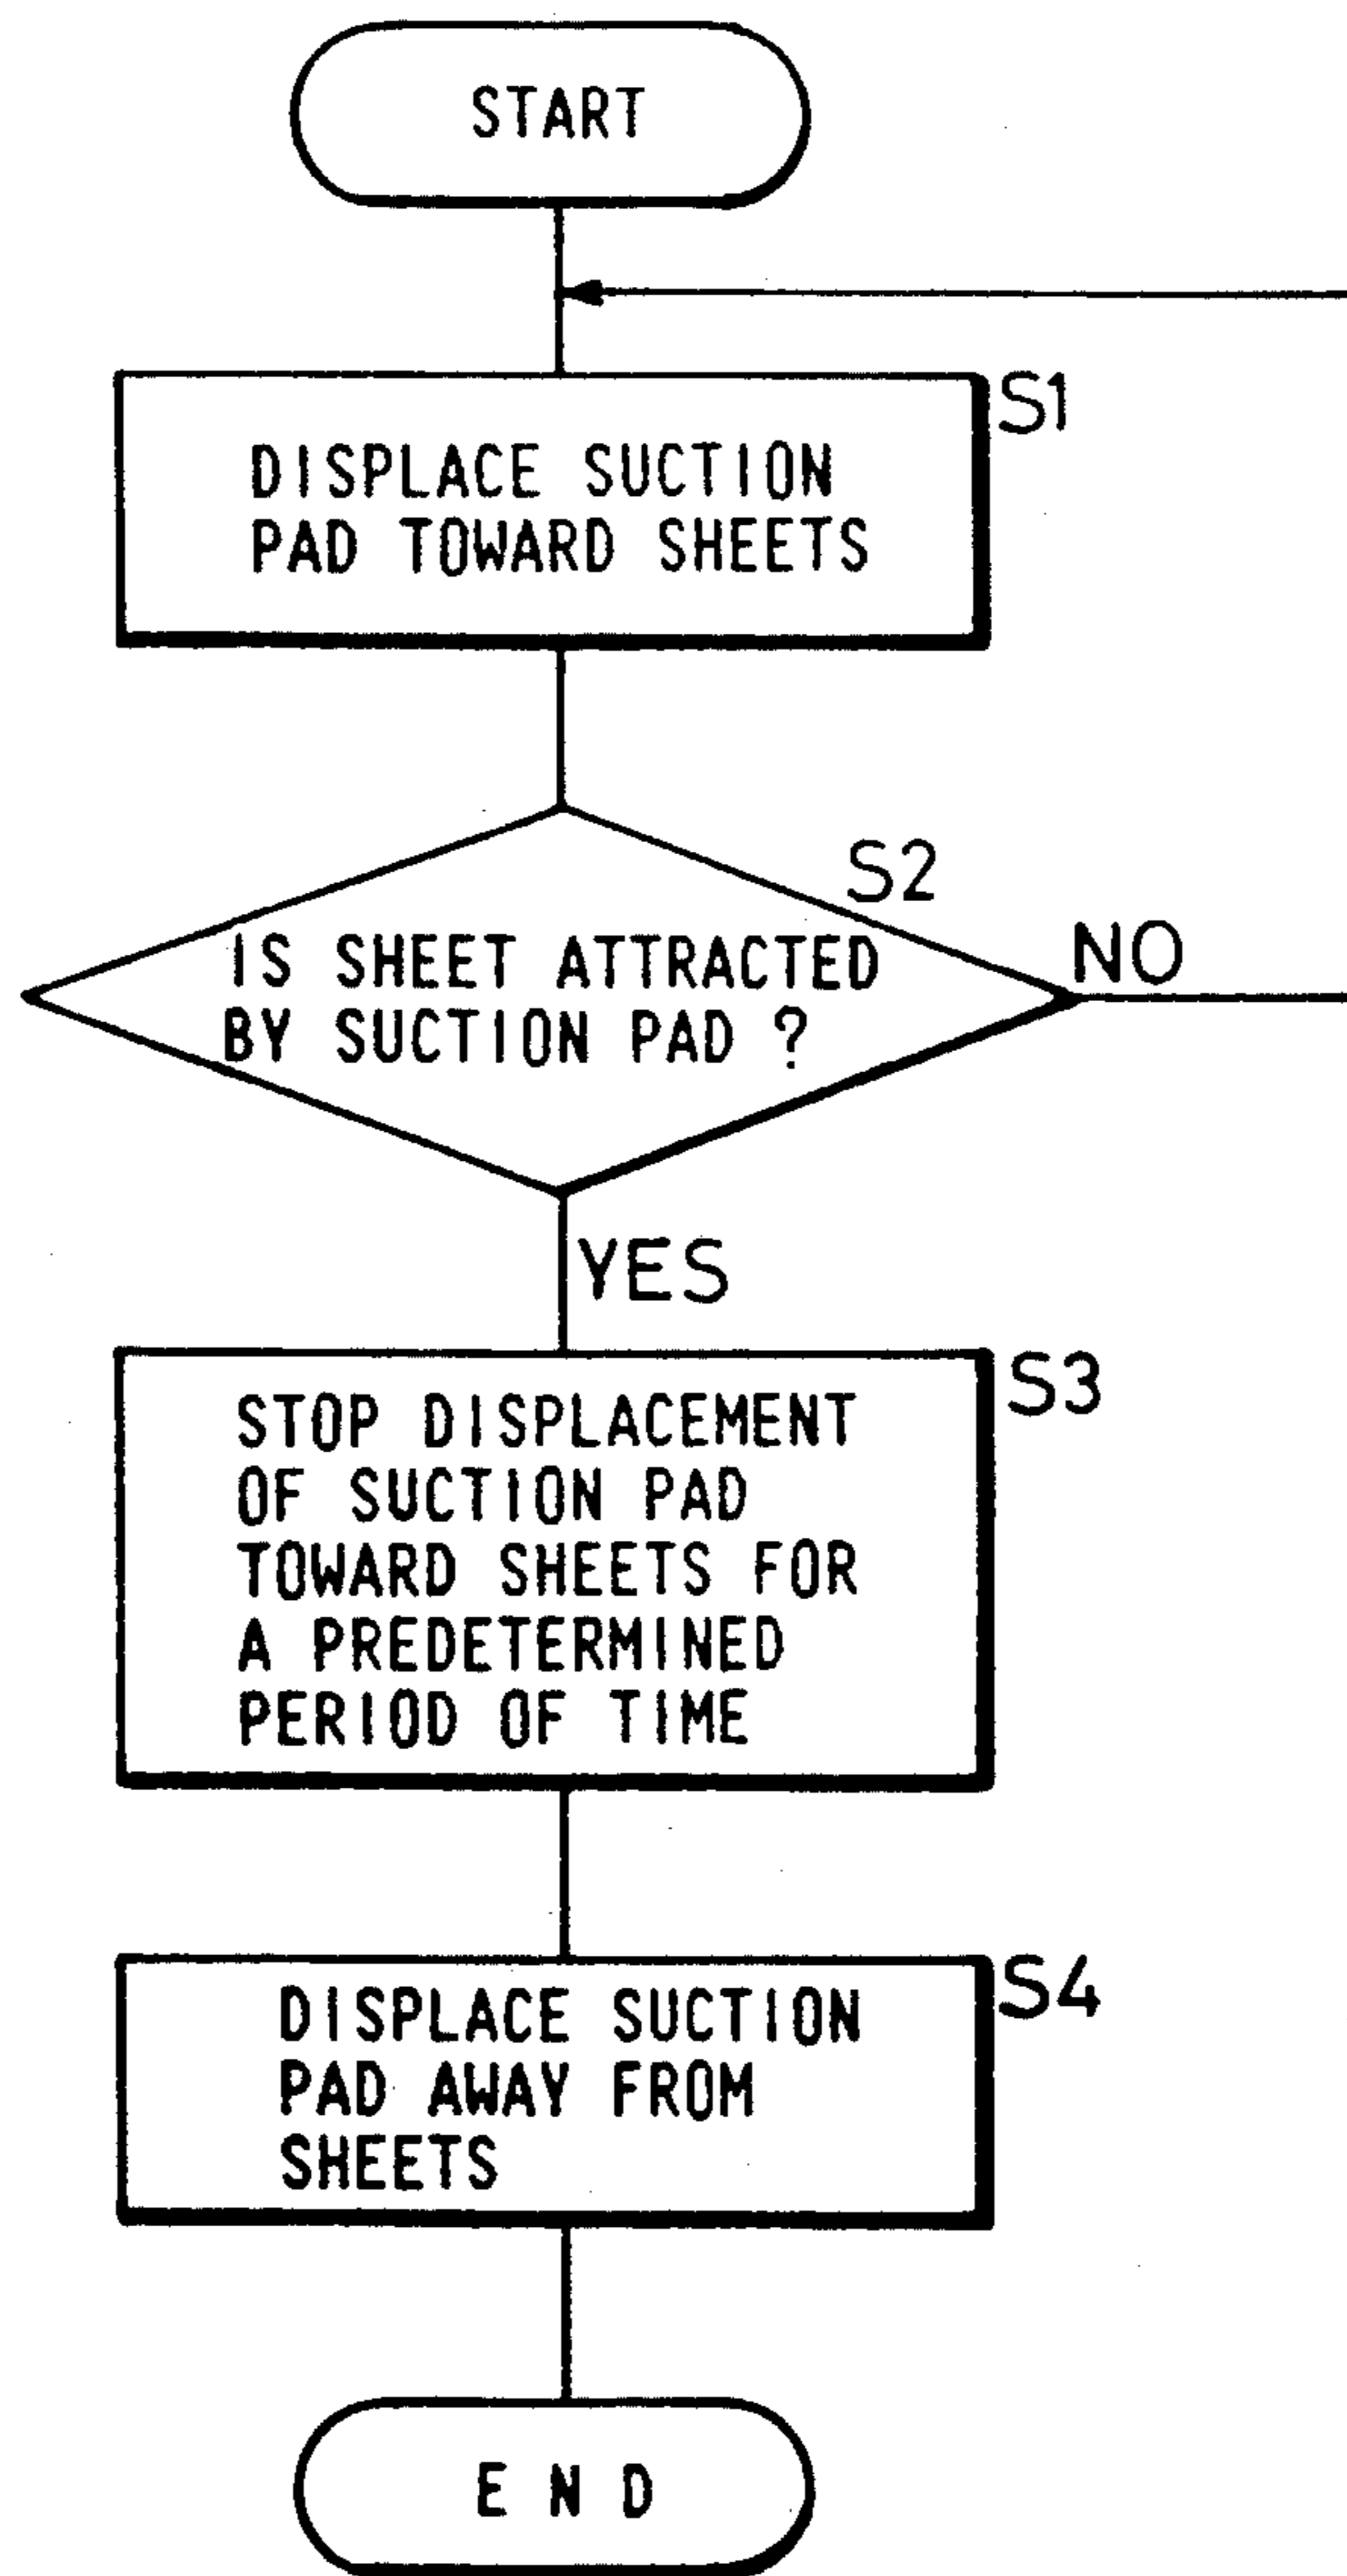 START
S1
DISPLACE SUCTION
PAD TOWARD SHEETS
S2
IS SHEET ATTRACTED
BY SUCTION PAD ?
NO
YES
S3
STOP DISPLACEMENT
OF SUCTION PAD
TOWARD SHEETS FOR
A PREDETERMINED
PERIOD OF TIME
S4
DISPLACE SUCTION
PAD AWAY FROM
SHEETS
END